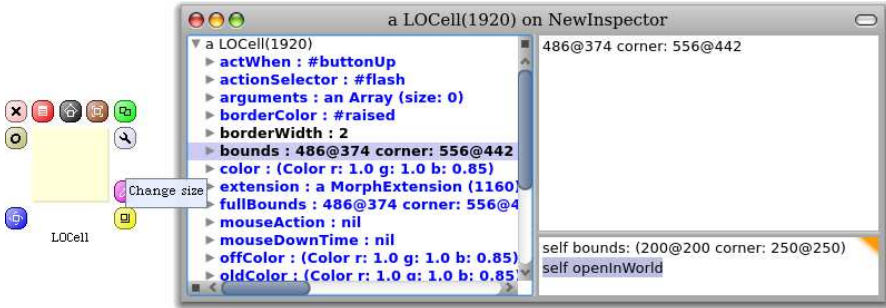 a LOCell(1920) on NewInspector
a LOCell(1920)
actWhen : #buttonUp
actionSelector : #flash
arguments : an Array (size: 0)
borderColor : #raised
borderWidth : 2
bounds : 486@374 corner: 556@442
color : (Color r: 1.0 g: 1.0 b: 0.85)
extension : a MorphExtension (1160)
fullBounds : 486@374 corner: 556@4
mouseAction : nil
mouseDownTime : nil
offColor : (Color r: 1.0 g: 1.0 b: 0.85)
oldColor : (Color r: 1.0 g: 1.0 b: 0.85)
486@374 corner: 556@442
self bounds: (200@200 corner: 250@250)
self openInWorld
Change size
LOCell